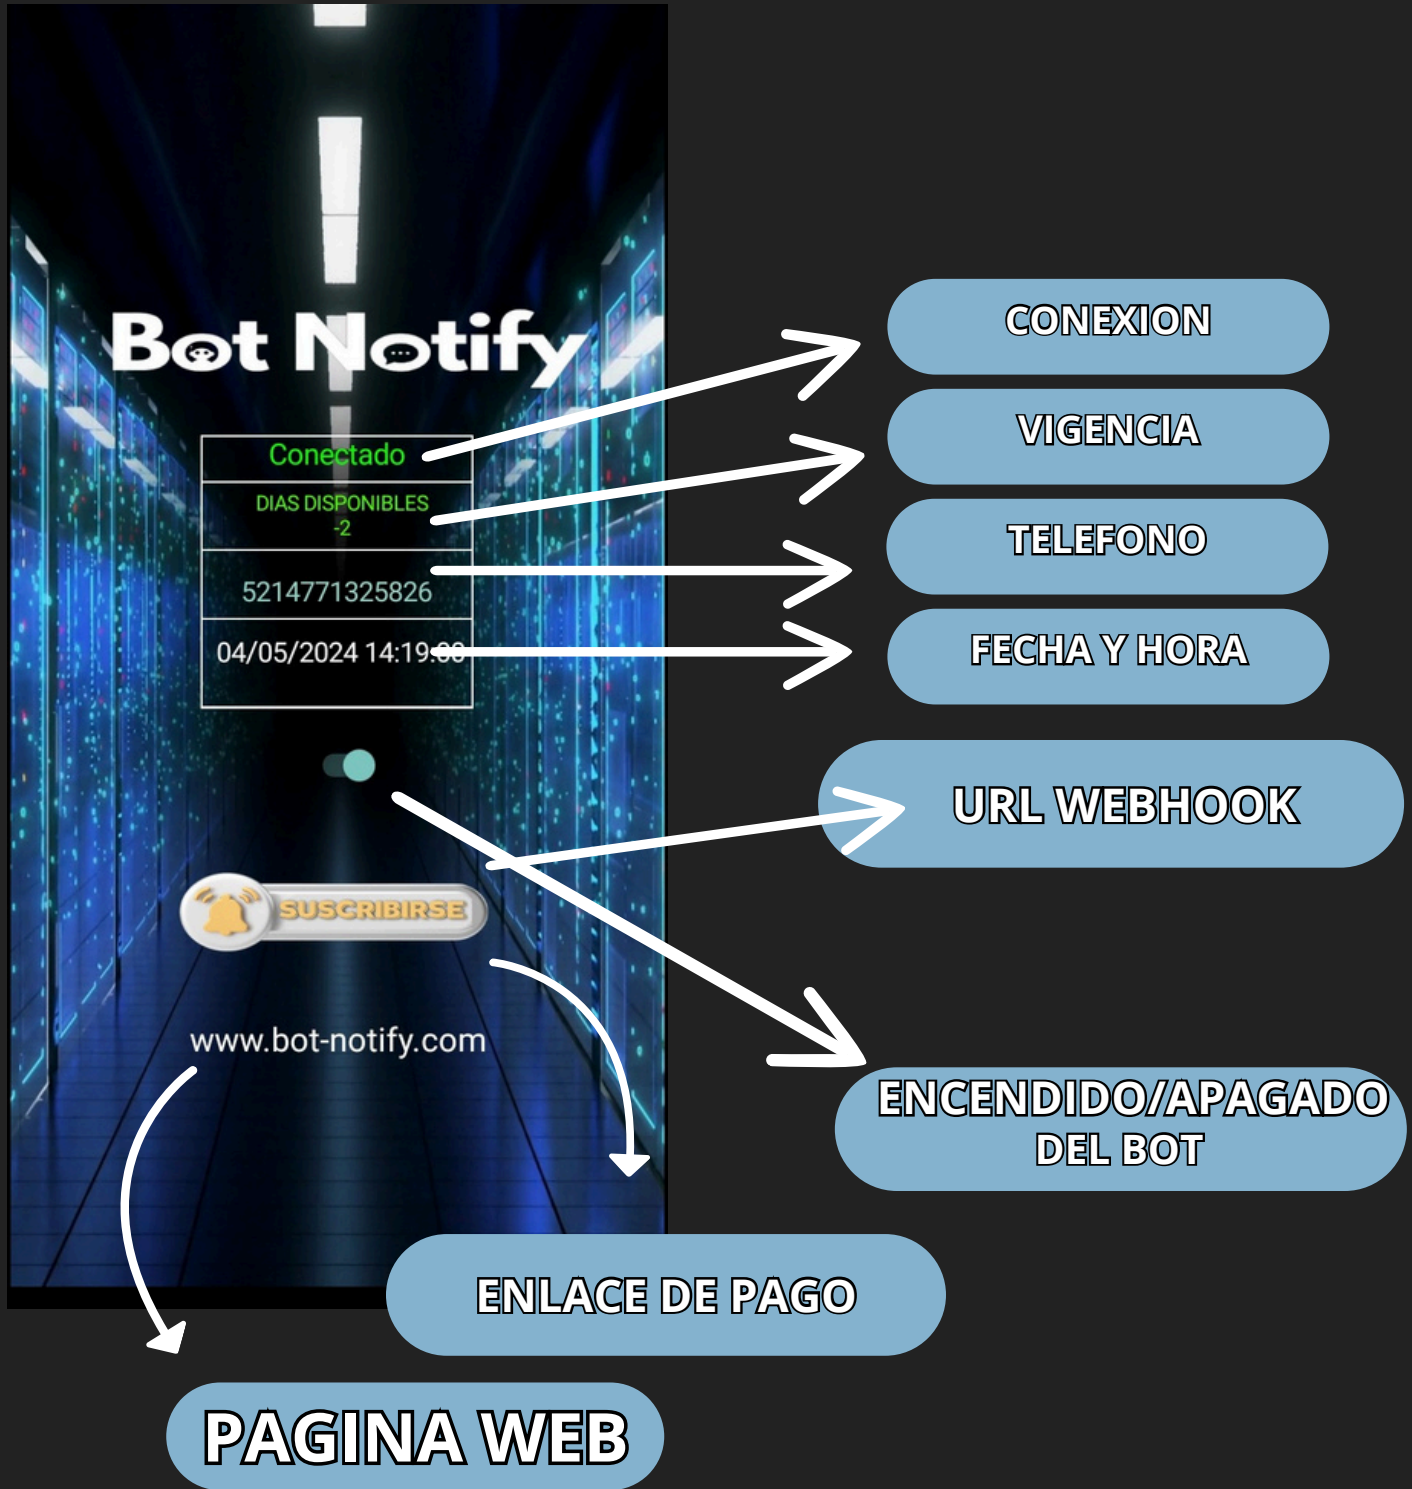 Bot Notify
Conectado
DIAS DISPONIBLES
-2
5214771325826
04/05/2024 14:19:
SUSCRIBIRSE
www.bot-notify.com
CONEXION
VIGENCIA
TELEFONO
FECHA Y HORA
URL WEBHOOK
ENCENDIDO/APAGADO
DEL BOT
ENLACE DE PAGO
PAGINA WEB